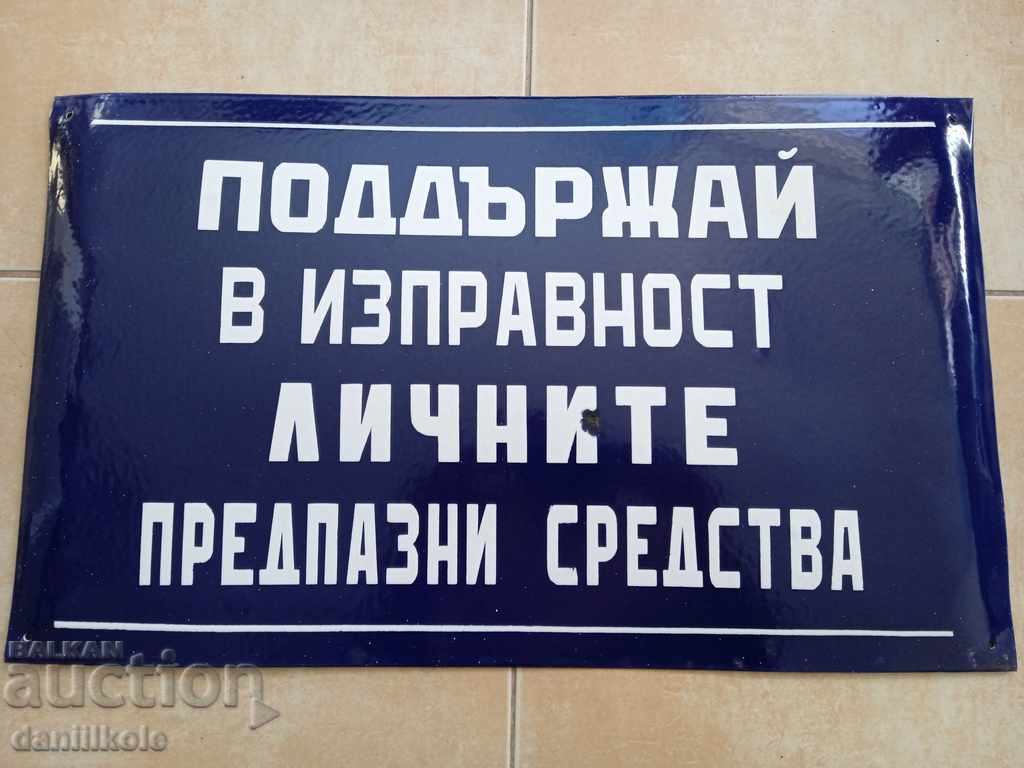 ПОДДЪРЖАЙ
В ИЗПРАВНОСТ
ЛИЧНИТЕ
ПРЕДПАЗНИ СРЕДСТВА
BALKAN
auction
daniilkole